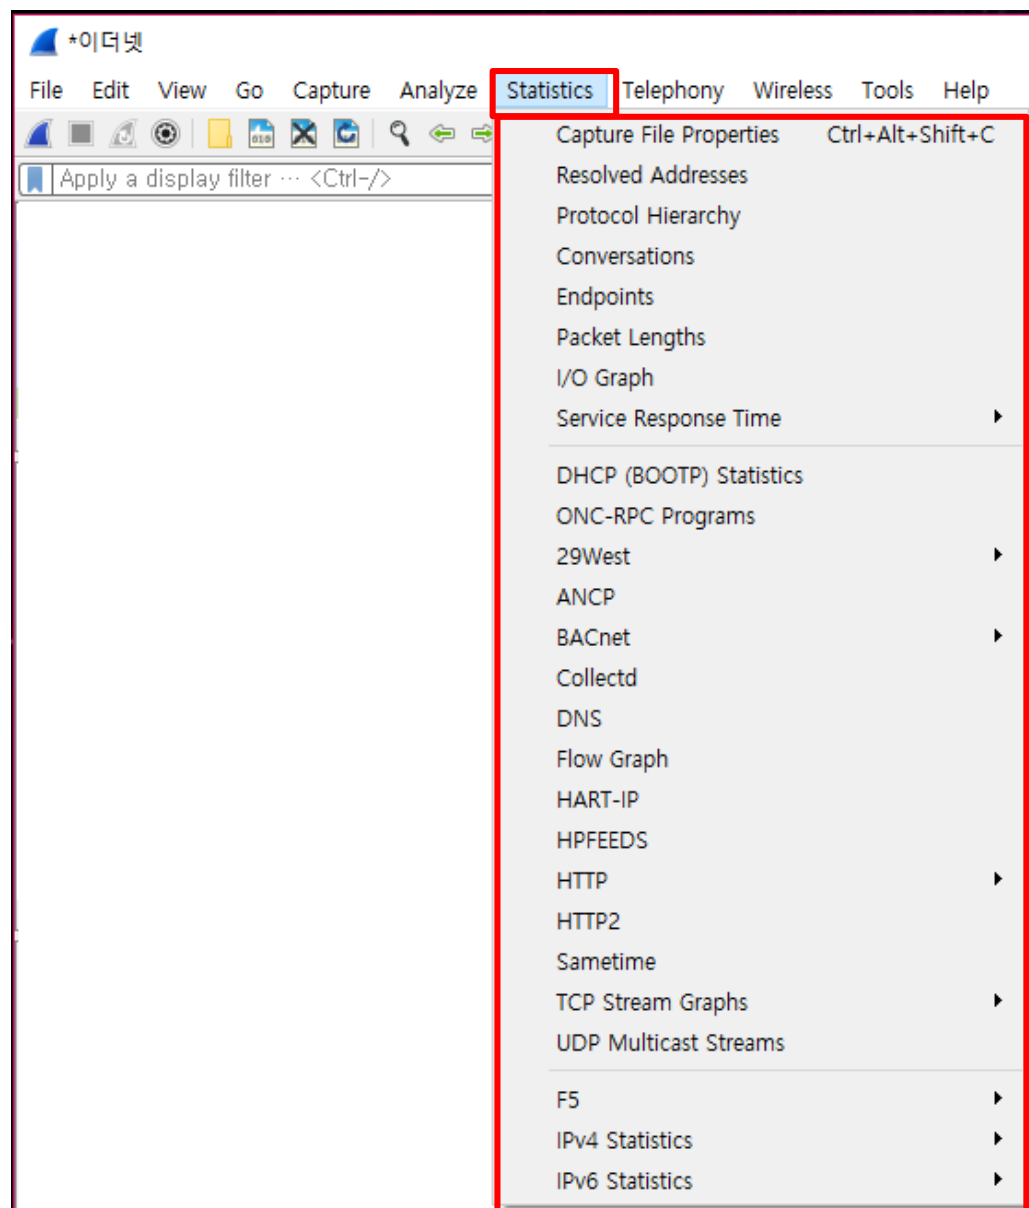 *이더넷
File Edit View Go Capture Analyze Statistics Telephony Wireless Tools Help
010
Apply a display filter ··· <Ctrl-/>
Capture File Properties Ctrl+Alt+Shift+C
Resolved Addresses
Protocol Hierarchy
Conversations
Endpoints
Packet Lengths
I/O Graph
Service Response Time
DHCP (BOOTP) Statistics
ONC-RPC Programs
29West
ANCP
BACnet
Collectd
DNS
Flow Graph
HART-IP
HPFEEDS
HTTP
HTTP2
Sametime
TCP Stream Graphs
UDP Multicast Streams
F5
IPv4 Statistics
IPv6 Statistics